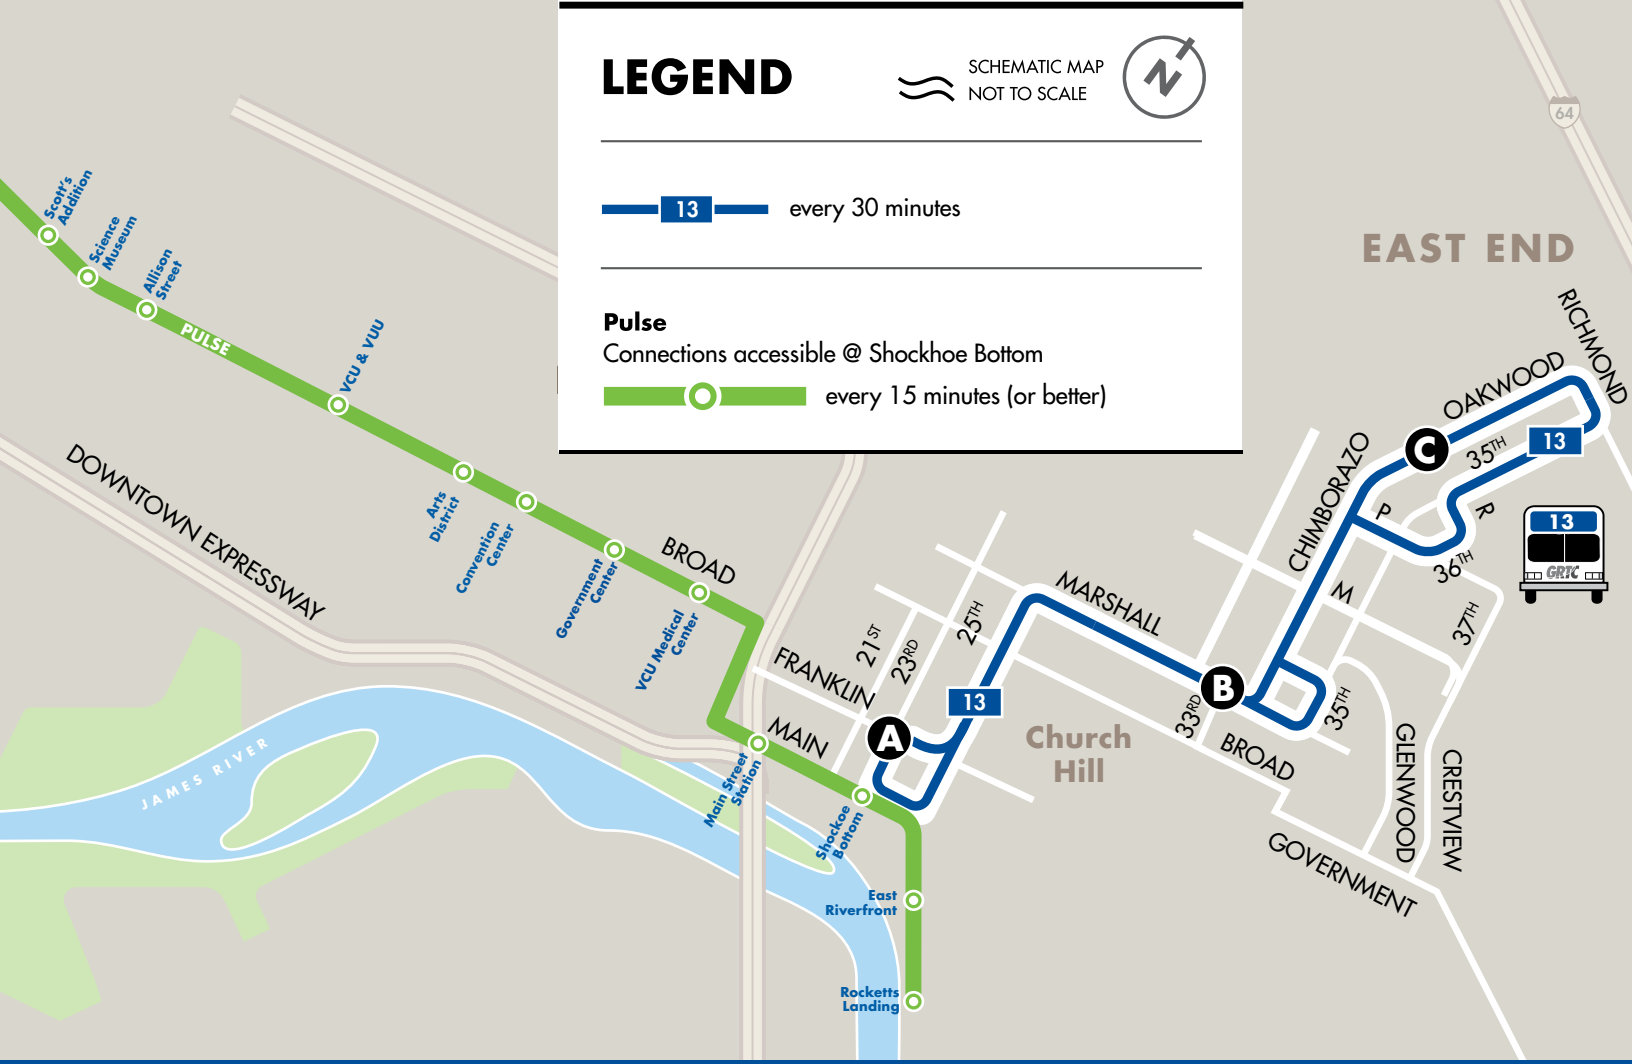 LEGEND
SCHEMATIC MAP
NOT TO SCALE
N
13
every 30 minutes
Pulse
Connections accessible @ Shockhoe Bottom
every 15 minutes (or better)
64
EAST END
Scott's
Addition
Science
Museum
Allison
Street
PULSE
VCU & VUU
DOWNTOWN EXPRESSWAY
Arts
District
Convention
Center
Government
Center
BROAD
VCU Medical
Center
JAMES RIVER
FRANKLIN
MAIN
Main Street
Station
Shockoe
Bottom
East
Riverfront
Rocketts
Landing
21ST
23RD
25TH
A
13
MARSHALL
Church
Hill
33RD
B
BROAD
35TH
GOVERNMENT
GLENWOOD
CRESTVIEW
CHIMBORAZO
C
OAKWOOD
RICHMOND
35TH
13
P
R
36TH
M
37TH
13
GRTC